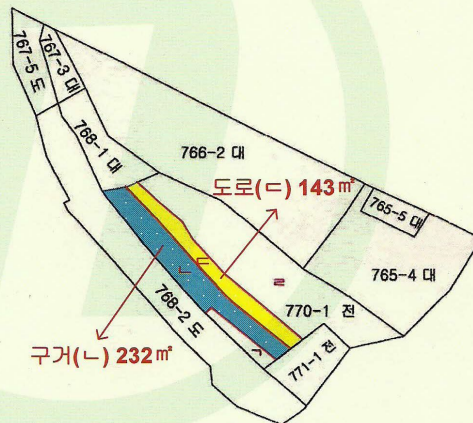 767-5 도
767-3 대
768-1 대
766-2 대
도로(ㄷ) 143㎡
765-5 대
765-4 대
ㄷ
ㄴ
ㄹ
770-1 전
768-2 도
ㄱ
771-1 전
구거(ㄴ) 232㎡